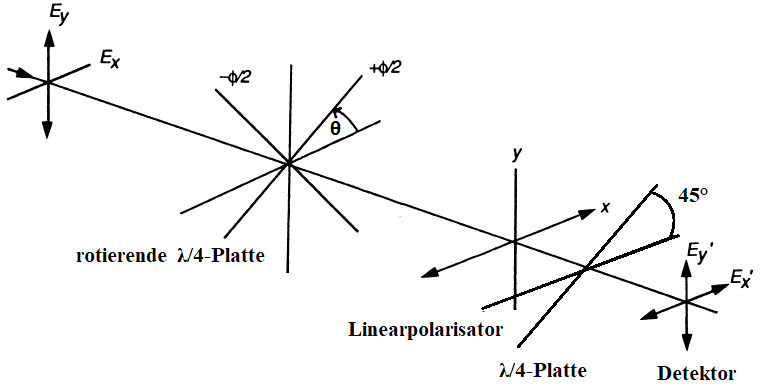 Ey
Ex
−ϕ/2
+ϕ/2
θ
rotierende λ/4-Platte
y
x
45°
Ey'
Ex'
Linearpolarisator
λ/4-Platte
Detektor